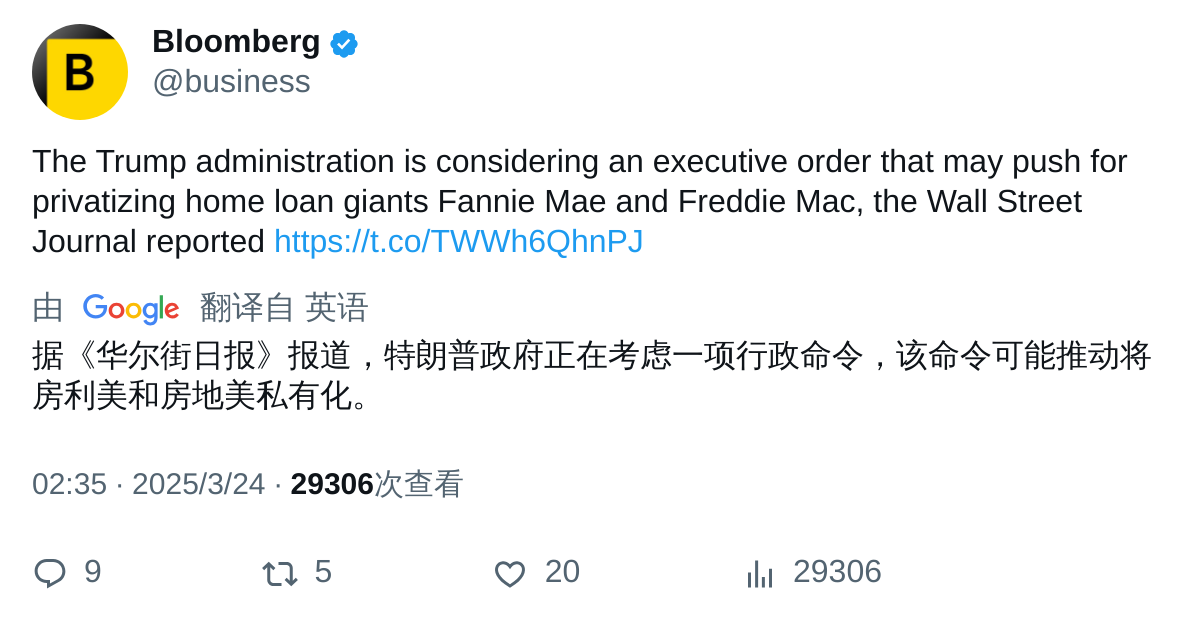 B
Bloomberg
@business
The Trump administration is considering an executive order that may push for
privatizing home loan giants Fannie Mae and Freddie Mac, the Wall Street
Journal reported https://t.co/TWWh6QhnPJ
由 Google 翻译自 英语
据《华尔街日报》报道，特朗普政府正在考虑一项行政命令，该命令可能推动将
房利美和房地美私有化。
02:35 · 2025/3/24 · 29306次查看
9 5 20 29306